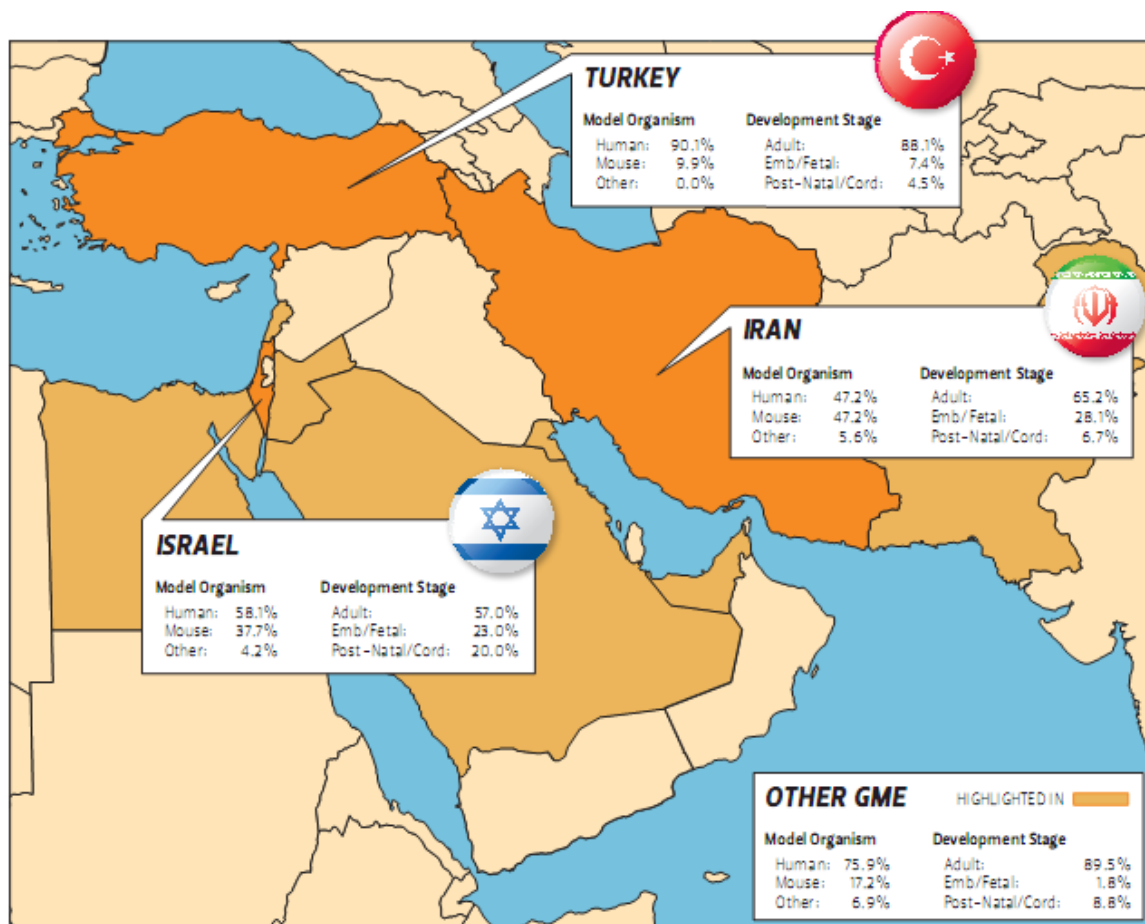 TURKEY
Model Organism Development Stage
Human: 90.1% Adult: 88.1%
Mouse: 9.9% Emb/Fetal: 7.4%
Other: 0.0% Post-Natal/Cord: 4.5%
IRAN
Model Organism Development Stage
Human: 47.2% Adult: 65.2%
Mouse: 47.2% Emb/Fetal: 28.1%
Other: 5.6% Post-Natal/Cord: 6.7%
ISRAEL
Model Organism Development Stage
Human: 58.1% Adult: 57.0%
Mouse: 37.7% Emb/Fetal: 23.0%
Other: 4.2% Post-Natal/Cord: 20.0%
OTHER GME HIGHLIGHTED IN
Model Organism Development Stage
Human: 75.9% Adult: 89.5%
Mouse: 17.2% Emb/Fetal: 1.8%
Other: 6.9% Post-Natal/Cord: 8.8%